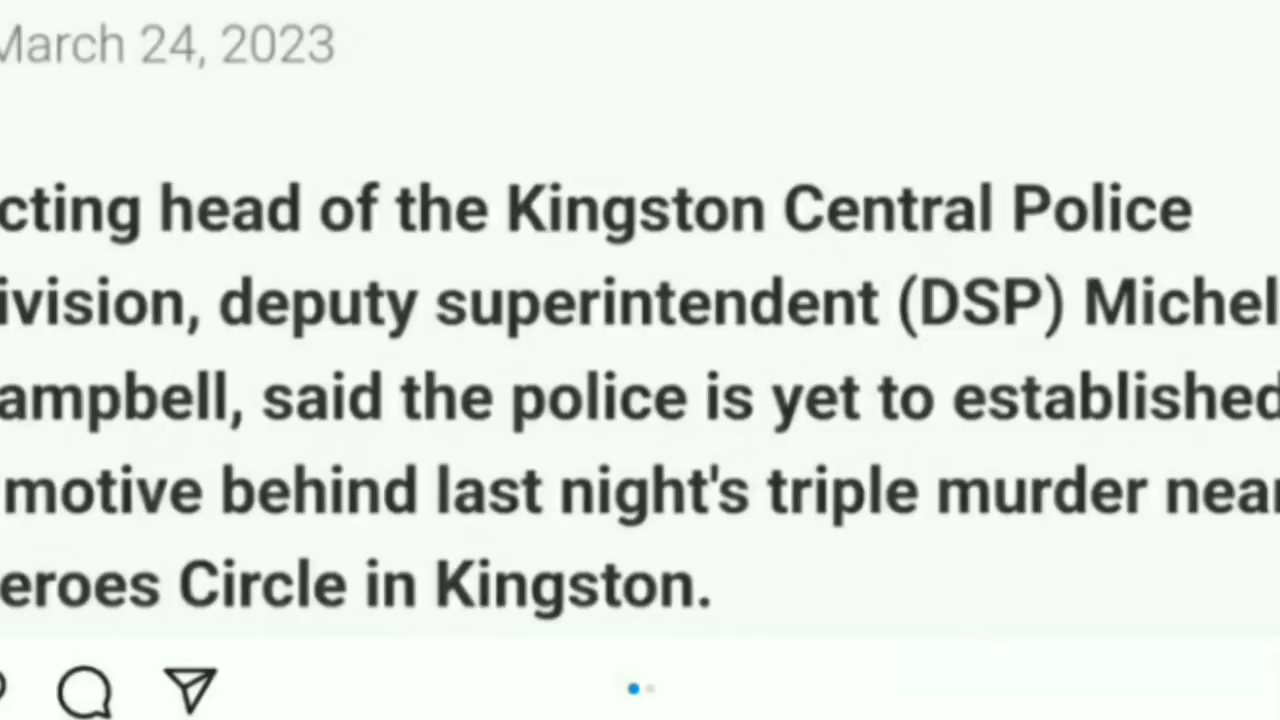 March 24, 2023
cting head of the Kingston Central Police
ivision, deputy superintendent (DSP) Michel
ampbell, said the police is yet to established
motive behind last night's triple murder near
eroes Circle in Kingston.